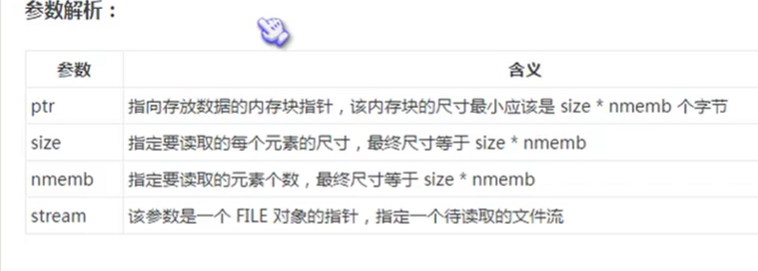 参数解析：
参数 含义
ptr 指向存放数据的内存块指针，该内存块的尺寸最小应该是 size * nmemb 个字节
size 指定要读取的每个元素的尺寸，最终尺寸等于 size * nmemb
nmemb 指定要读取的元素个数，最终尺寸等于 size * nmemb
stream 该参数是一个 FILE 对象的指针，指定一个待读取的文件流